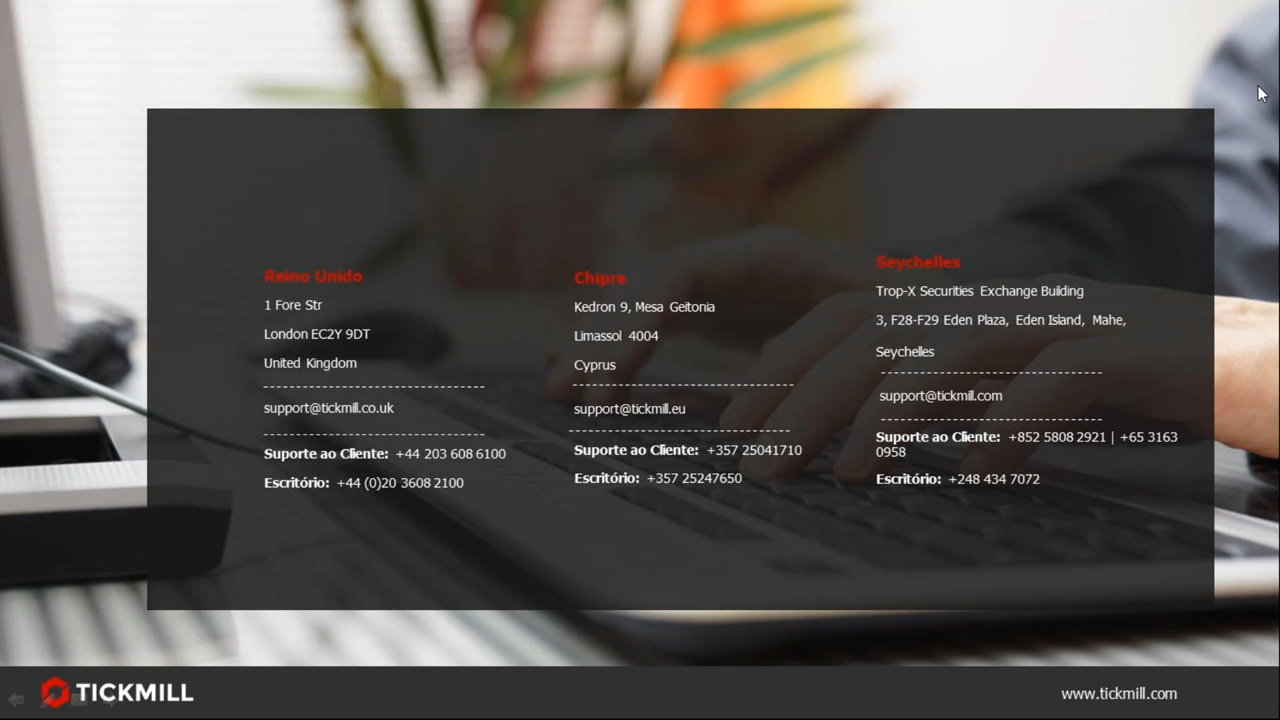 Reino Unido
1 Fore Str
London EC2Y 9DT
United Kingdom
support@tickmill.co.uk
Suporte ao Cliente: +44 203 608 6100
Escritório: +44 (0)20 3608 2100
Chipre
Kedron 9, Mesa Geitonia
Limassol 4004
Cyprus
support@tickmill.eu
Suporte ao Cliente: +357 25041710
Escritório: +357 25247650
Seychelles
Trop-X Securities Exchange Building
3, F28-F29 Eden Plaza, Eden Island, Mahe,
Seychelles
support@tickmill.com
Suporte ao Cliente: +852 5808 2921 | +65 3163
0958
Escritório: +248 434 7072
TICKMILL
www.tickmill.com